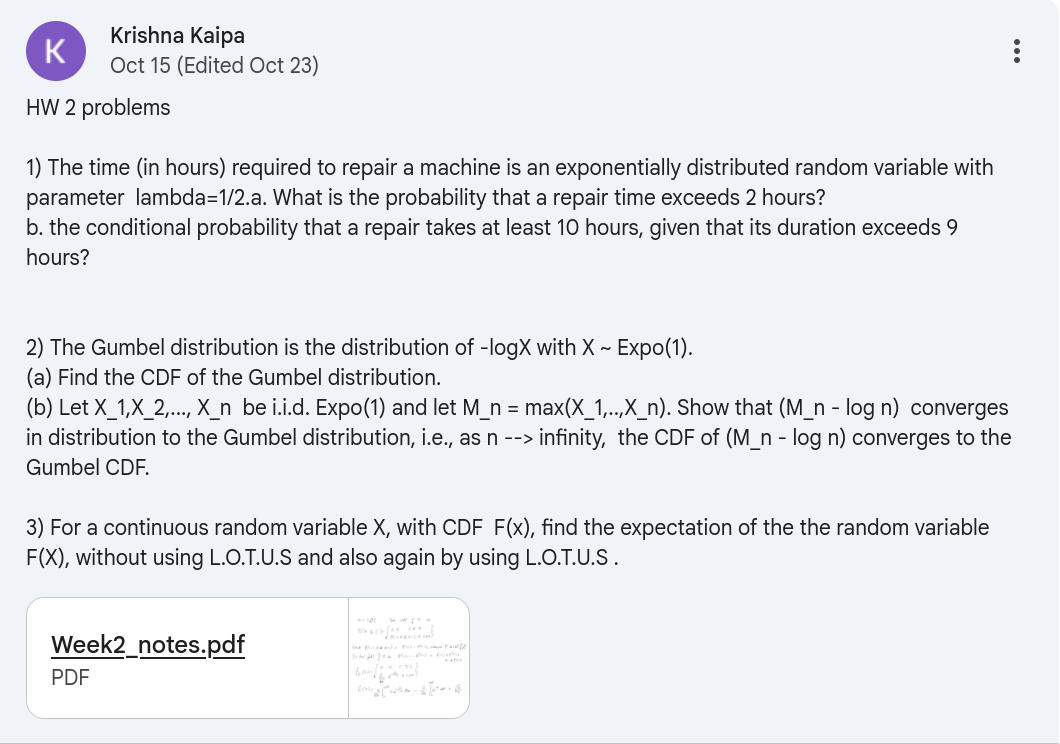 K
Krishna Kaipa
Oct 15 (Edited Oct 23)
HW 2 problems
1) The time (in hours) required to repair a machine is an exponentially distributed random variable with
parameter  lambda=1/2.a. What is the probability that a repair time exceeds 2 hours?
b. the conditional probability that a repair takes at least 10 hours, given that its duration exceeds 9
hours?
2) The Gumbel distribution is the distribution of -logX with X ~ Expo(1).
(a) Find the CDF of the Gumbel distribution.
(b) Let X_1,X_2,..., X_n  be i.i.d. Expo(1) and let M_n = max(X_1,..,X_n). Show that (M_n - log n)  converges
in distribution to the Gumbel distribution, i.e., as n --> infinity,  the CDF of (M_n - log n) converges to the
Gumbel CDF.
3) For a continuous random variable X, with CDF  F(x), find the expectation of the the random variable
F(X), without using L.O.T.U.S and also again by using L.O.T.U.S .
Week2_notes.pdf
PDF